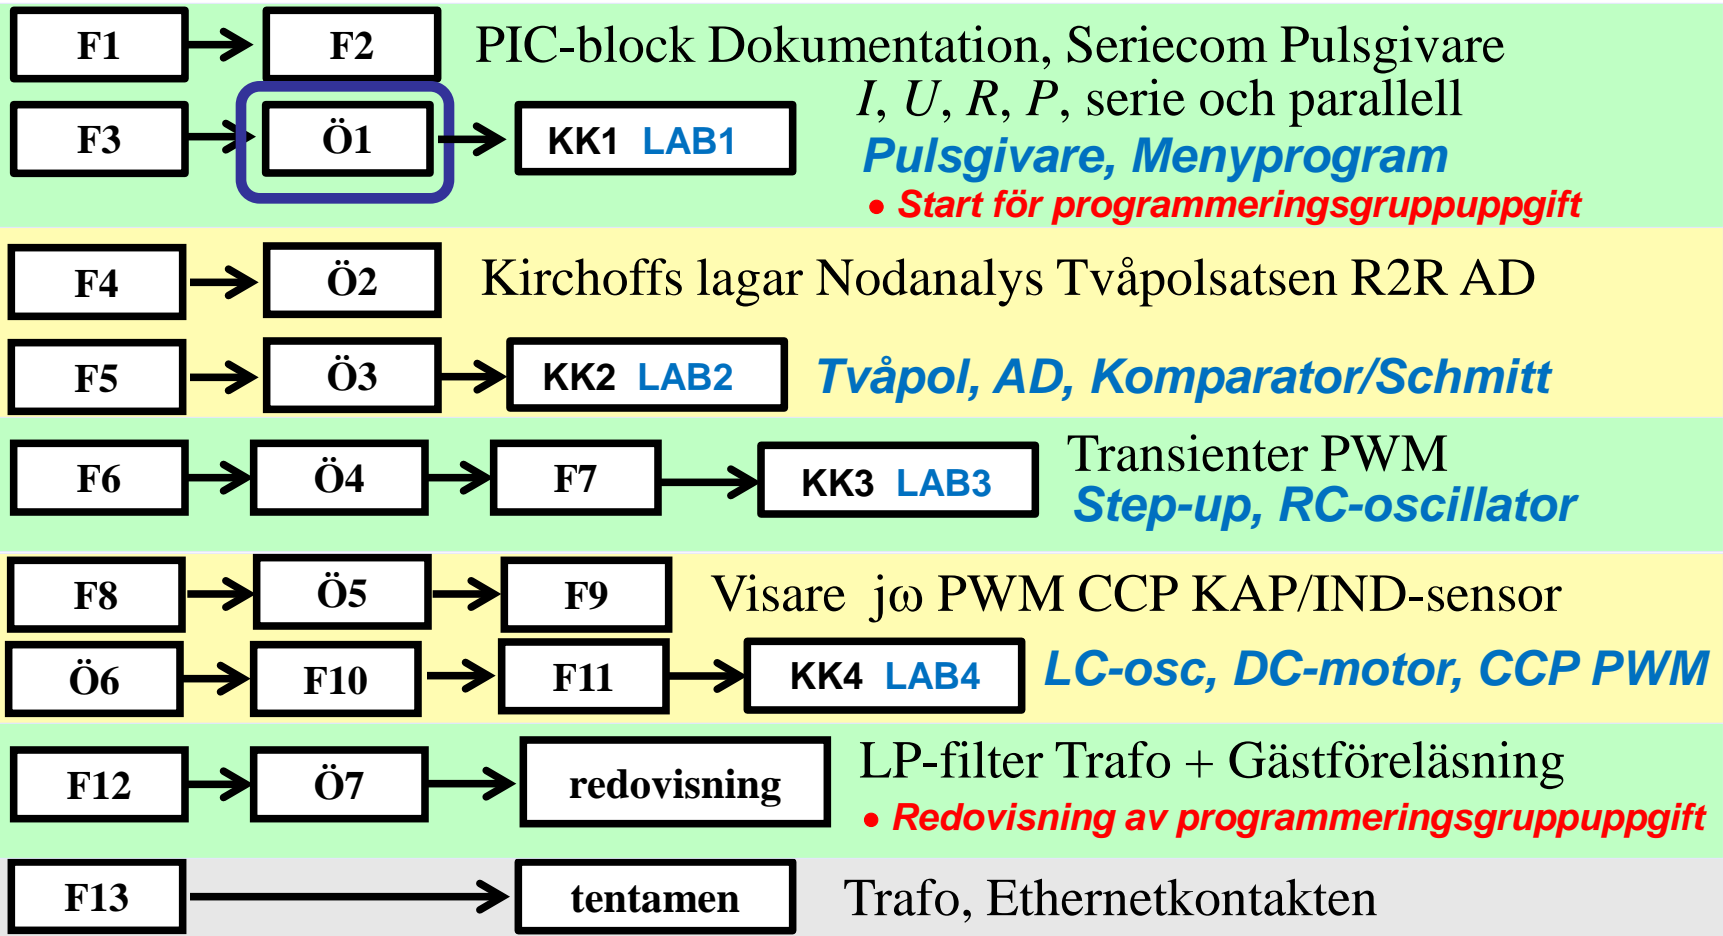 F1 F2 PIC-block Dokumentation, Seriecom Pulsgivare
I, U, R, P, serie och parallell
F3 Ö1 KK1 LAB1 Pulsgivare, Menyprogram
• Start för programmeringsgruppuppgift
F4 Ö2 Kirchoffs lagar Nodanalys Tvåpolsatsen R2R AD
F5 Ö3 KK2 LAB2 Tvåpol, AD, Komparator/Schmitt
F6 Ö4 F7 KK3 LAB3 Transienter PWM
Step-up, RC-oscillator
F8 Ö5 F9 Visare jω PWM CCP KAP/IND-sensor
Ö6 F10 F11 KK4 LAB4 LC-osc, DC-motor, CCP PWM
F12 Ö7 redovisning LP-filter Trafo + Gästföreläsning
• Redovisning av programmeringsgruppuppgift
F13 tentamen Trafo, Ethernetkontakten